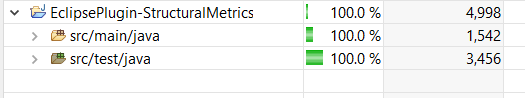 EclipsePlugin-StructuralMetrics 100.0 % 4,998
src/main/java 100.0 % 1,542
src/test/java 100.0 % 3,456